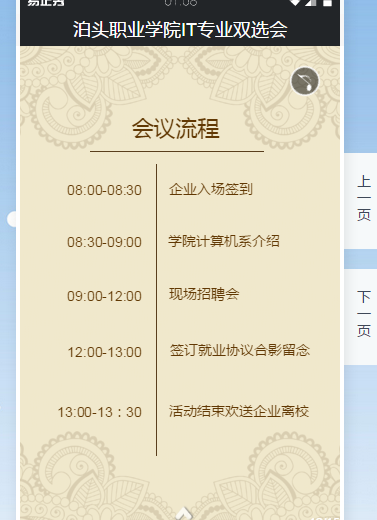 01:08
泊头职业学院IT专业双选会
会议流程
08:00-08:30 企业入场签到
08:30-09:00 学院计算机系介绍
09:00-12:00 现场招聘会
12:00-13:00 签订就业协议合影留念
13:00-13：30 活动结束欢送企业离校
上一页
下一页